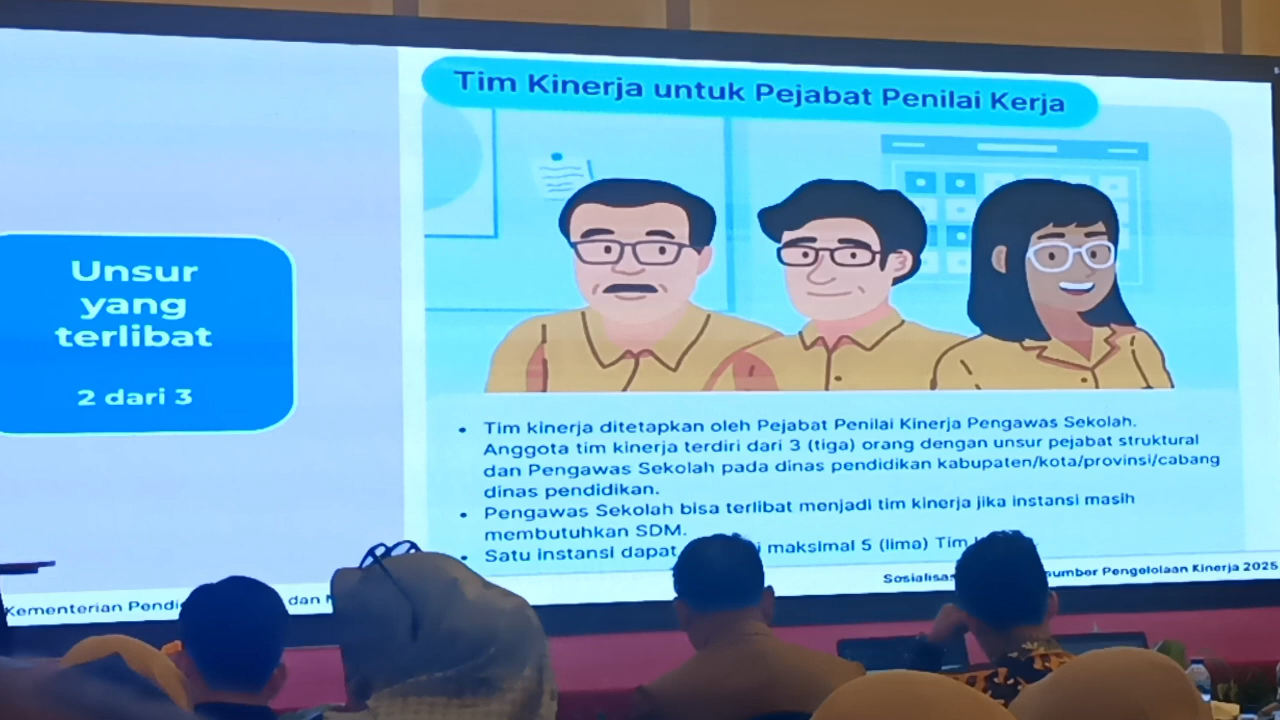 Tim Kinerja untuk Pejabat Penilai Kerja
Unsur
yang
terlibat
2 dari 3
• Tim kinerja ditetapkan oleh Pejabat Penilai Kinerja Pengawas Sekolah.
Anggota tim kinerja terdiri dari 3 (tiga) orang dengan unsur pejabat struktural
dan Pengawas Sekolah pada dinas pendidikan kabupaten/kota/provinsi/cabang
dinas pendidikan.
• Pengawas Sekolah bisa terlibat menjadi tim kinerja jika instansi masih
membutuhkan SDM.
• Satu instansi dapat maksimal 5 (lima) Tim
Kementerian dan
Pengelolaan Kinerja 2025